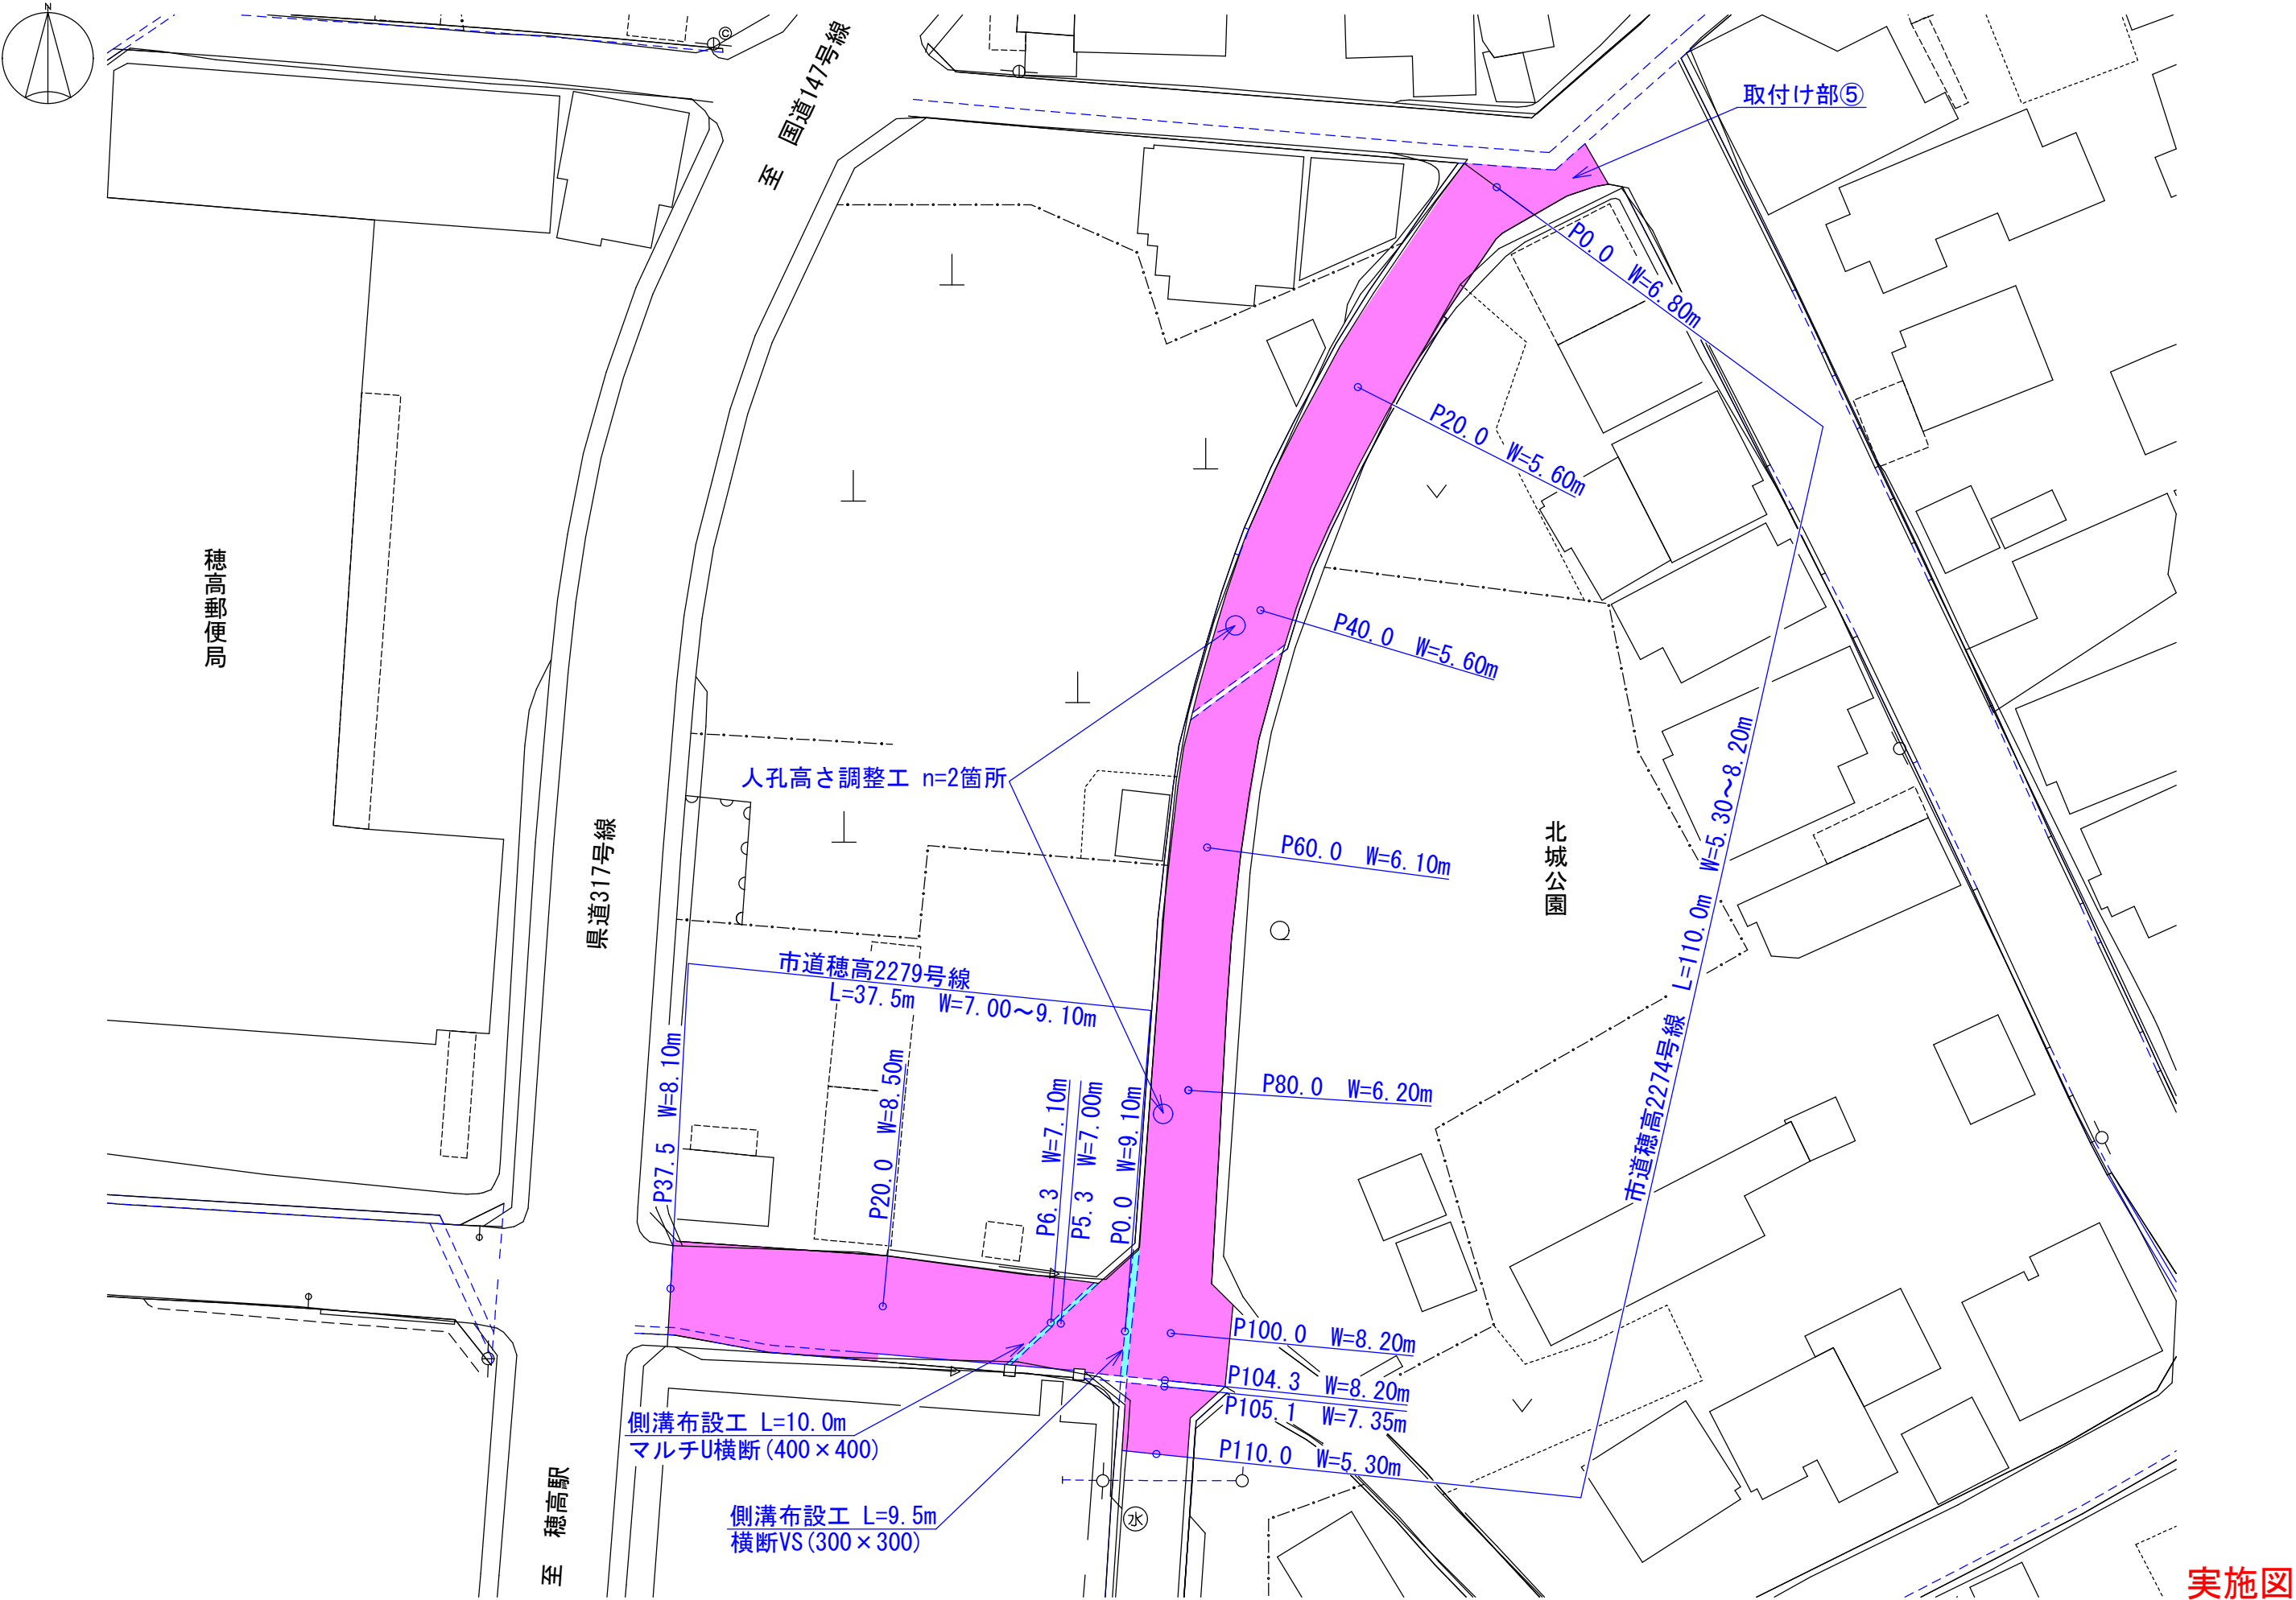 N
©
至 国道147号線
取付け部⑤
P0.0 W=6.80m
P20.0 W=5.60m
P40.0 W=5.60m
穂高郵便局
人孔高さ調整工 n=2箇所
県道317号線
P60.0 W=6.10m
北城公園
市道穂高2279号線
L=37.5m W=7.00～9.10m
P37.5 W=8.10m
P20.0 W=8.50m
P6.3 W=7.10m
P5.3 W=7.00m
P0.0 W=9.10m
P80.0 W=6.20m
市道穂高2274号線 L=110.0m W=5.30～8.20m
P100.0 W=8.20m
P104.3 W=8.20m
P105.1 W=7.35m
P110.0 W=5.30m
側溝布設工 L=10.0m
マルチU横断(400×400)
側溝布設工 L=9.5m
横断VS(300×300)
水
至 穂高駅
実施図